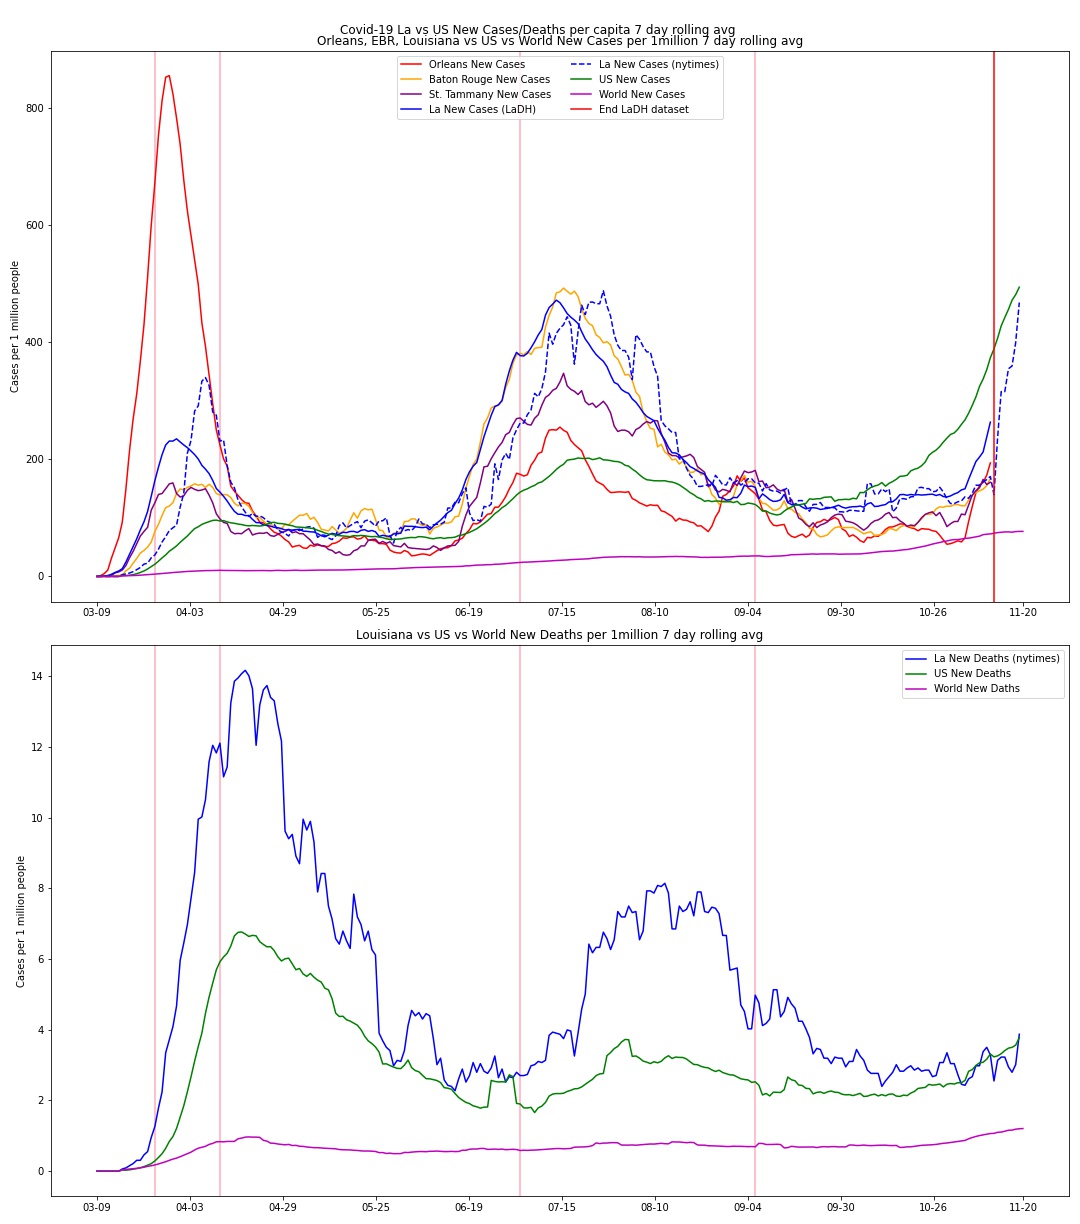 Covid-19 La vs US New Cases/Deaths per capita 7 day rolling avg
Orleans, EBR, Louisiana vs US vs World New Cases per 1million 7 day rolling avg
Orleans New Cases
Baton Rouge New Cases
St. Tammany New Cases
La New Cases (LaDH)
La New Cases (nytimes)
US New Cases
World New Cases
End LaDH dataset
Cases per 1 million people
800
600
400
200
0
03-09 04-03 04-29 05-25 06-19 07-15 08-10 09-04 09-30 10-26 11-20
Louisiana vs US vs World New Deaths per 1million 7 day rolling avg
La New Deaths (nytimes)
US New Deaths
World New Daths
Cases per 1 million people
14
12
10
8
6
4
2
0
03-09 04-03 04-29 05-25 06-19 07-15 08-10 09-04 09-30 10-26 11-20